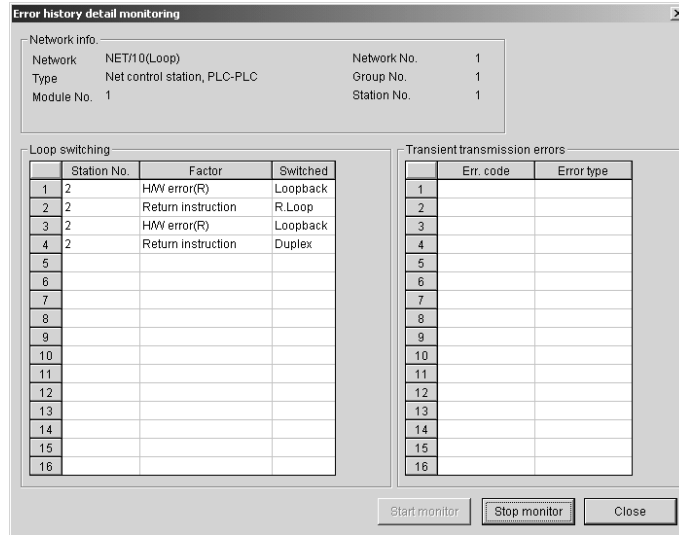 Error history detail monitoring
Network info.
Network NET/10(Loop) Network No. 1
Type Net control station, PLC-PLC Group No. 1
Module No. 1 Station No. 1
Loop switching
Station No. Factor Switched
1 2 H/W error(R) Loopback
2 2 Return instruction R.Loop
3 2 H/W error(R) Loopback
4 2 Return instruction Duplex
5
6
7
8
9
10
11
12
13
14
15
16
Transient transmission errors
Err. code Error type
1
2
3
4
5
6
7
8
9
10
11
12
13
14
15
16
Start monitor Stop monitor Close